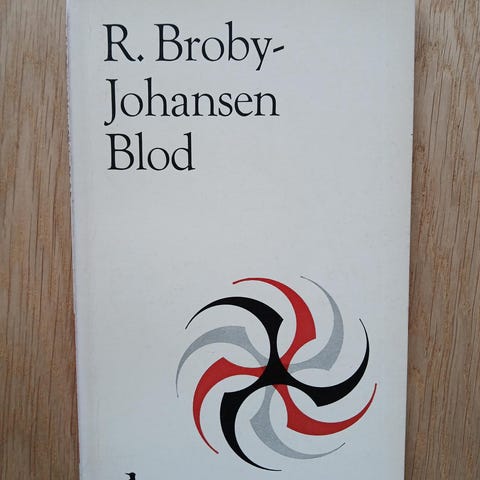 R. Broby-
Johansen
Blod